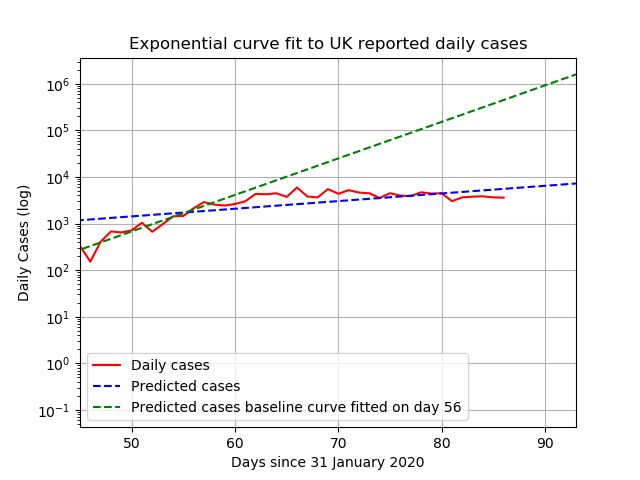 Exponential curve fit to UK reported daily cases
Daily Cases (log)
10⁶
10⁵
10⁴
10³
10²
10¹
10⁰
10⁻¹
Daily cases
Predicted cases
Predicted cases baseline curve fitted on day 56
50 60 70 80 90
Days since 31 January 2020